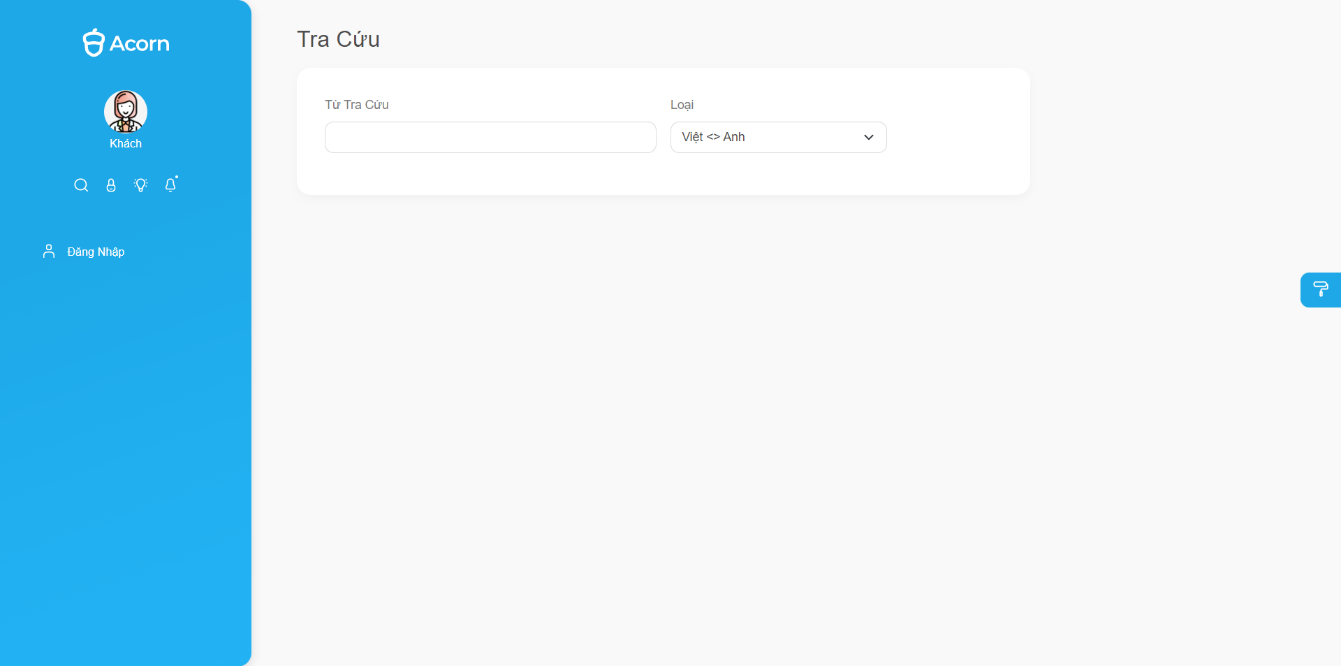 Acorn
Khách
Đăng Nhập
Tra Cứu
Từ Tra Cứu
Loại
Việt <> Anh